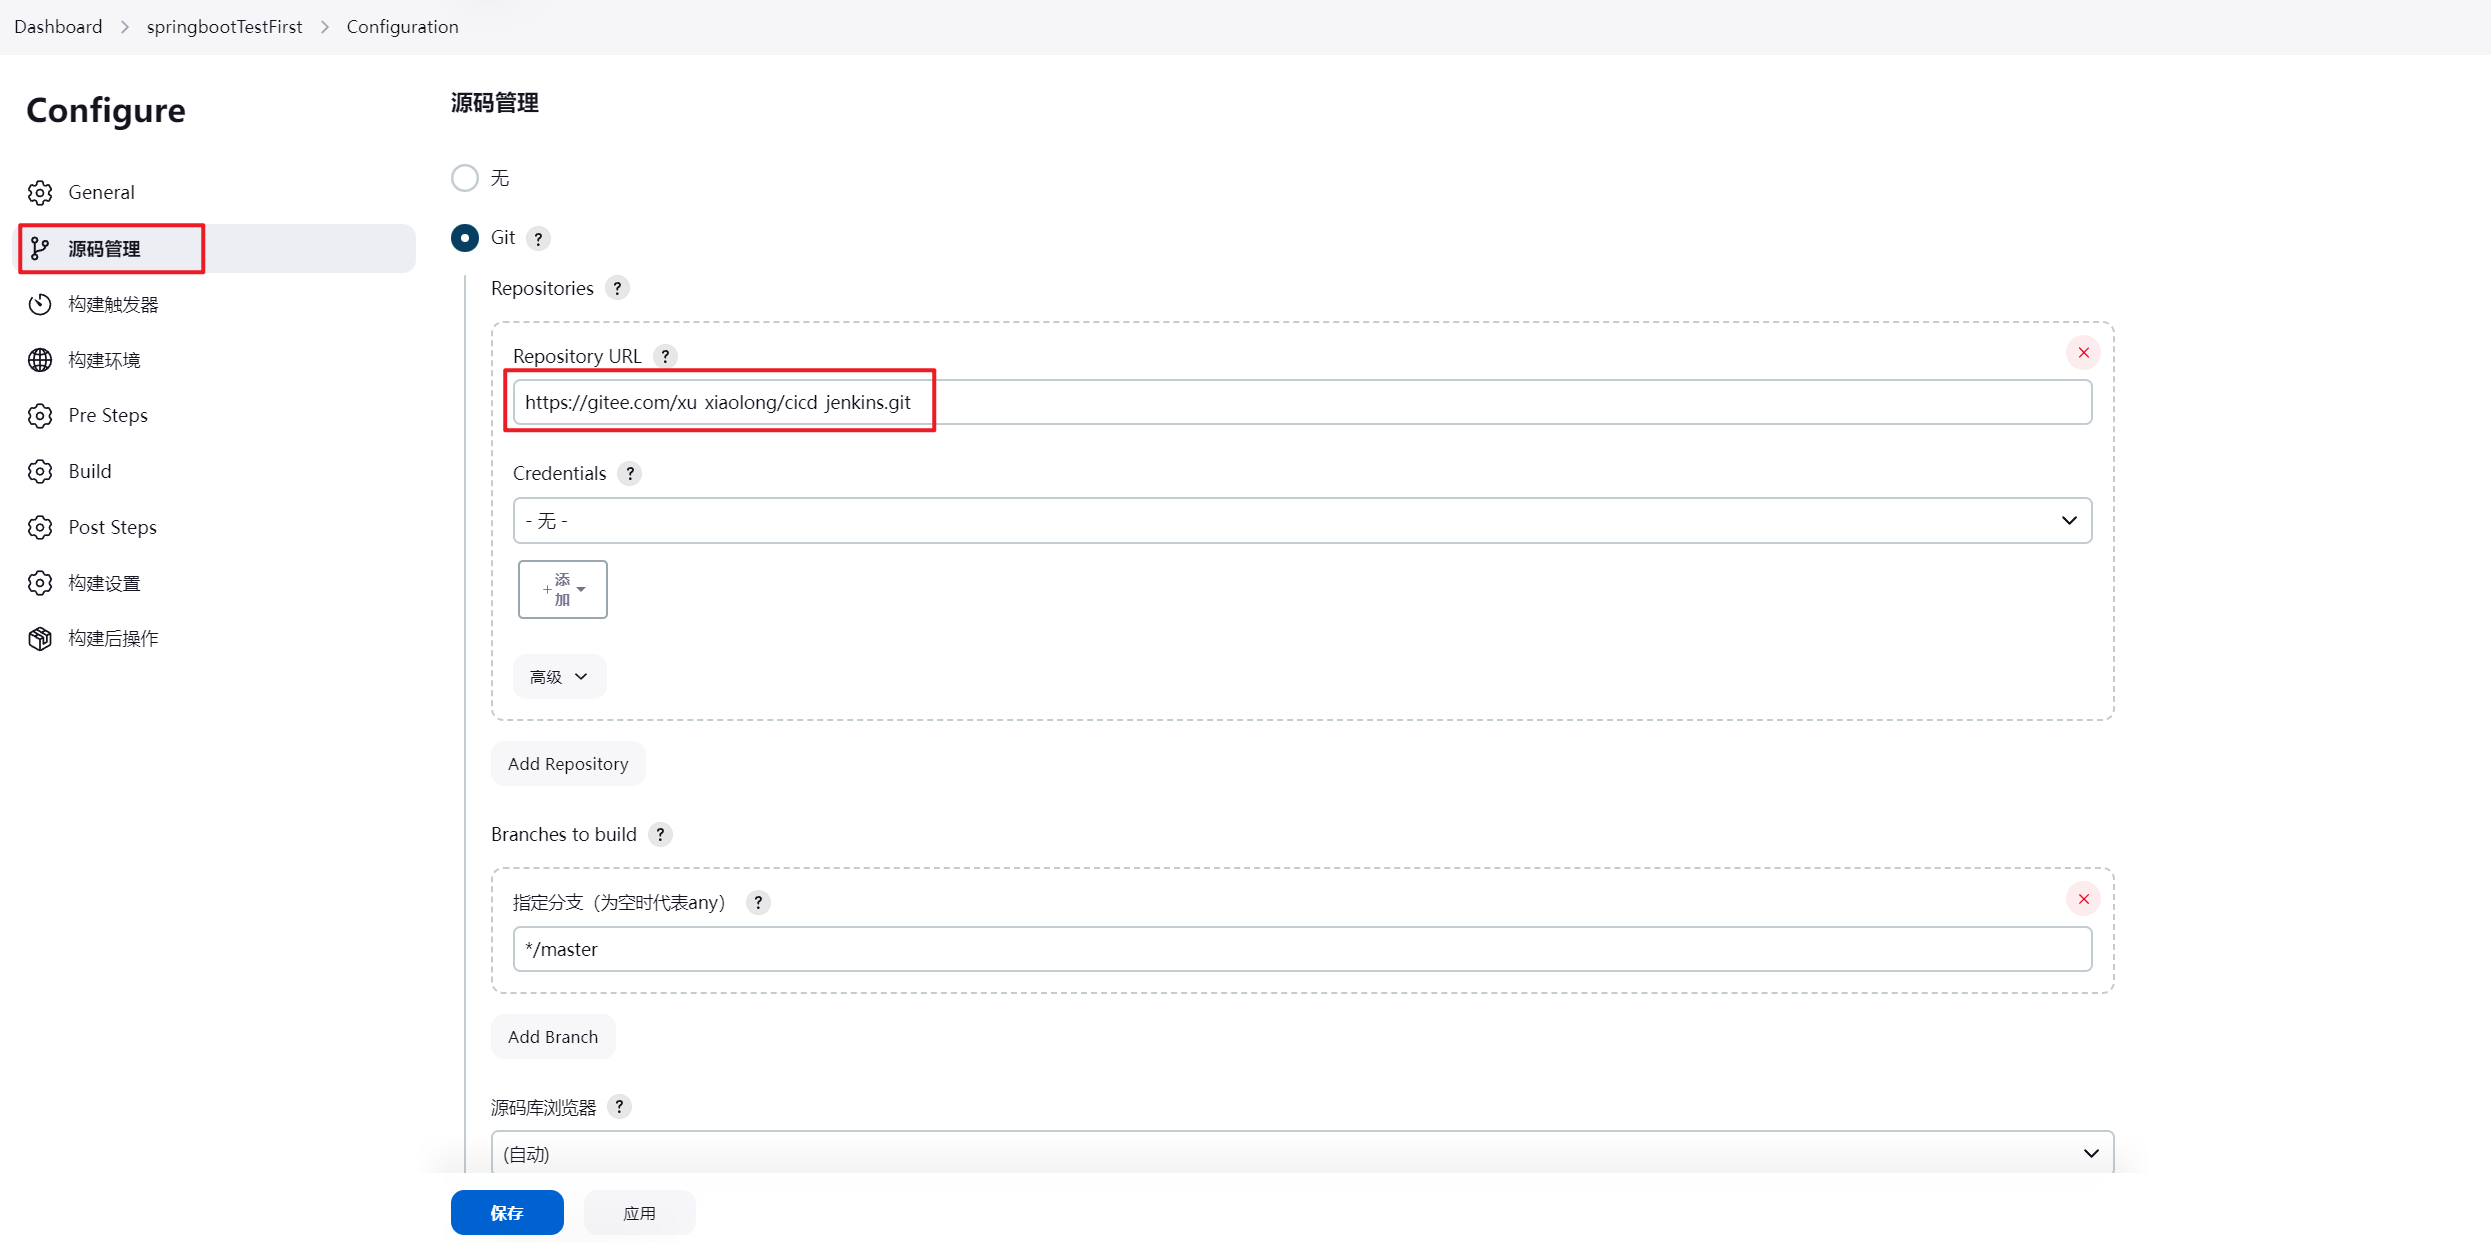 Dashboard > springbootTestFirst > Configuration
Configure
General
源码管理
构建触发器
构建环境
Pre Steps
Build
Post Steps
构建设置
构建后操作
源码管理
无
Git ?
Repositories ?
Repository URL ?
https://gitee.com/xu_xiaolong/cicd_jenkins.git
Credentials ?
- 无 -
+添加
高级
Add Repository
Branches to build ?
指定分支（为空时代表any） ?
*/master
Add Branch
源码库浏览器 ?
(自动)
保存
应用